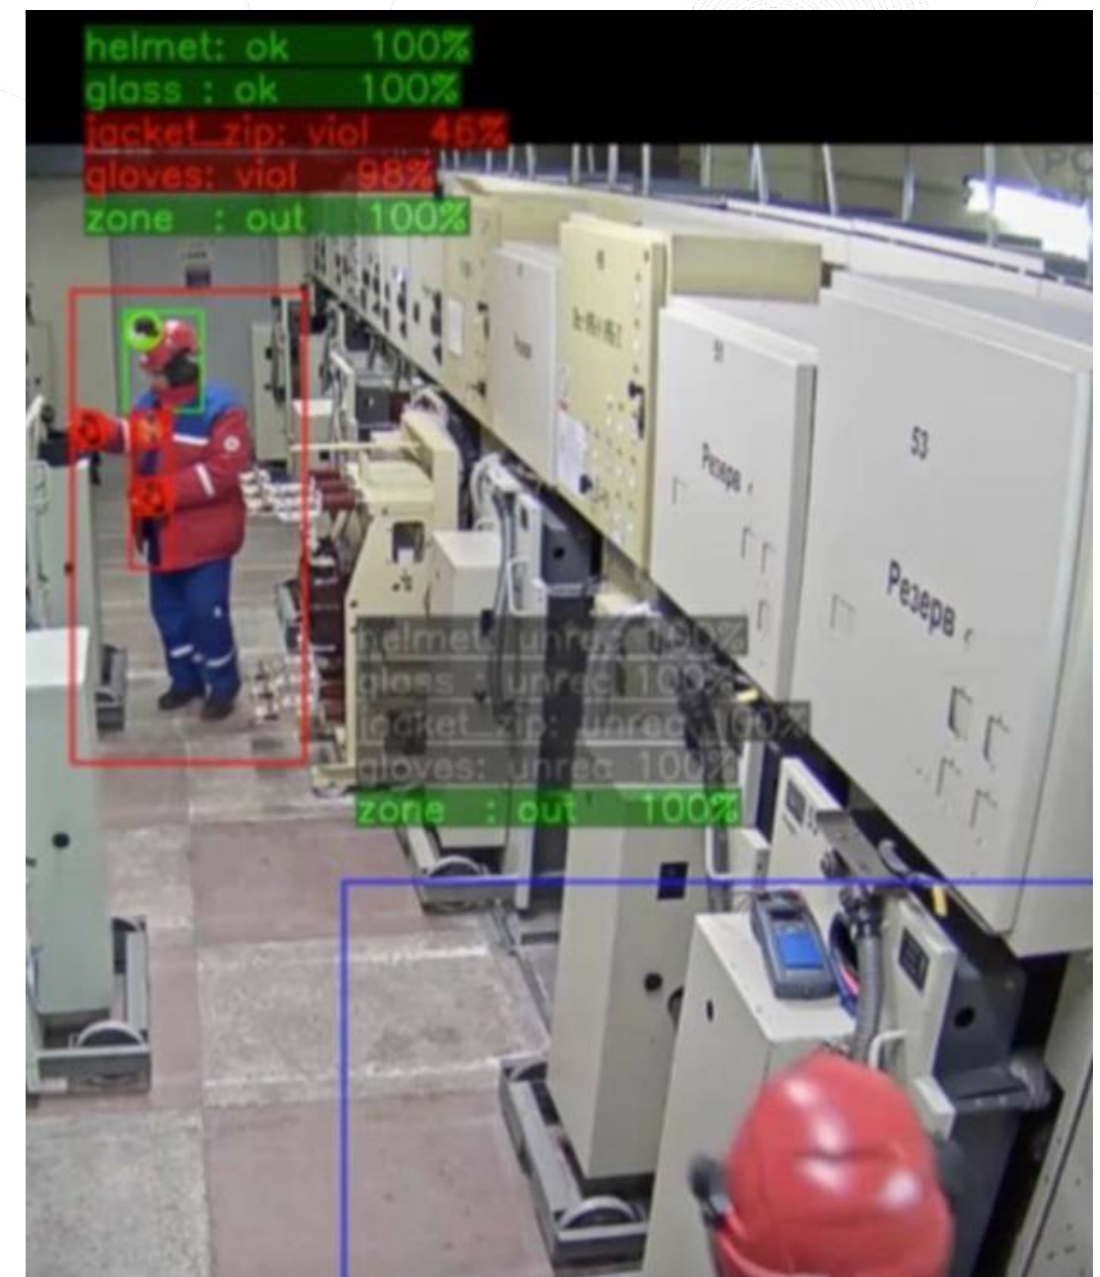 helmet: ok 100%
glass : ok 100%
jacket_zip: viol 46%
gloves: viol 98%
zone : out 100%
91
Резерв
53
Резерв
helmet: unrec 100%
glass : unrec 100%
jacket_zip: unrec 100%
gloves: unrec 100%
zone : out 100%